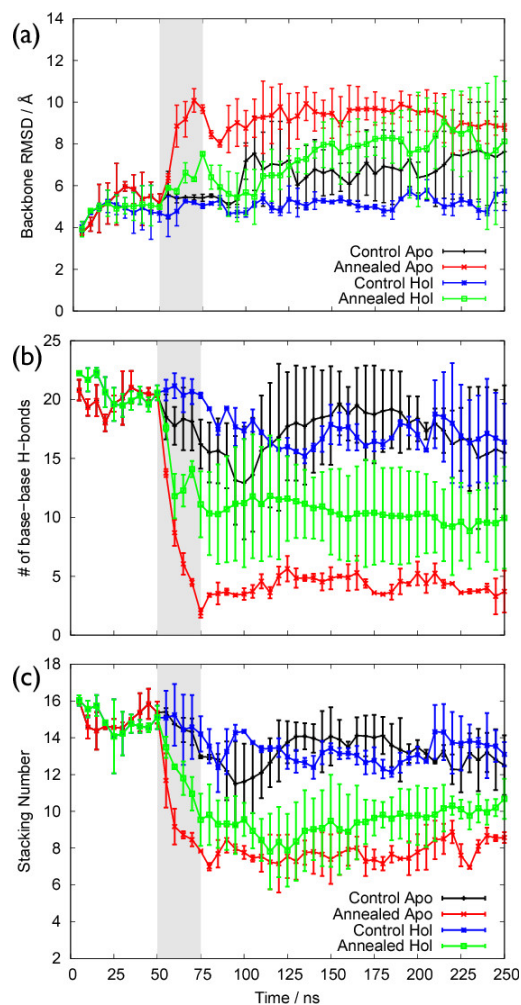 (a)
14
12
10
8
6
4
2
0
Backbone RMSD / Å
Control Apo
Annealed Apo
Control Hol
Annealed Hol
(b)
25
20
15
10
5
0
# of base-base H-bonds
(c)
18
16
14
12
10
8
6
4
2
Stacking Number
Control Apo
Annealed Apo
Control Hol
Annealed Hol
0 25 50 75 100 125 150 175 200 225 250
Time / ns